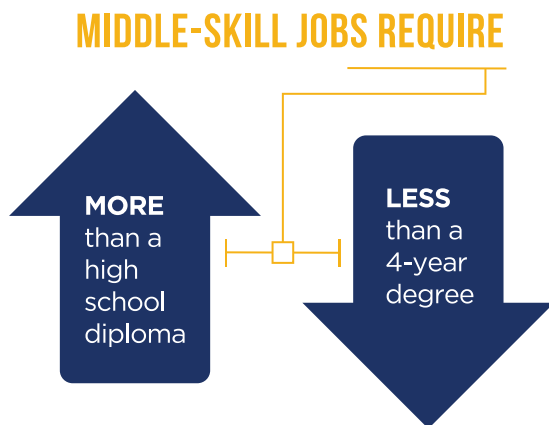 MIDDLE-SKILL JOBS REQUIRE
MORE
than a
high
school
diploma
LESS
than a
4-year
degree